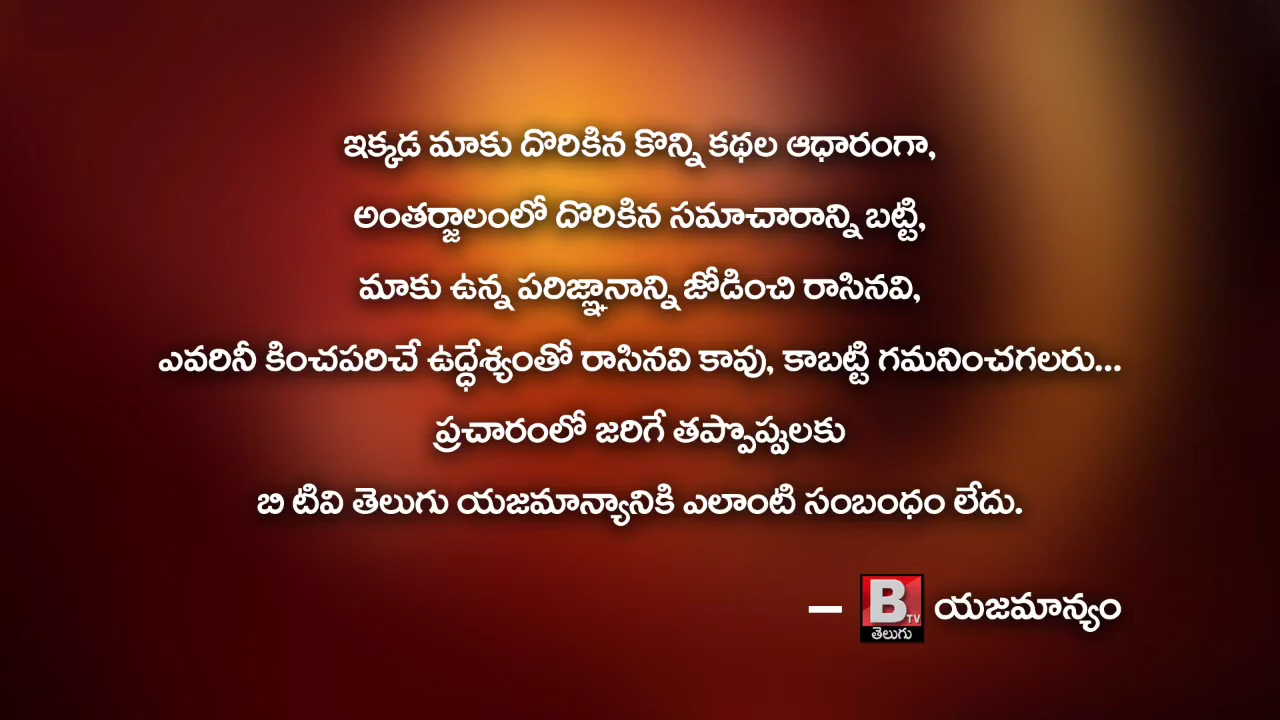 ఇక్కడ మాకు దొరికిన కొన్ని కథల ఆధారంగా,
అంతర్జాలంలో దొరికిన సమాచారాన్ని బట్టి,
మాకు ఉన్న పరిజ్ఞానాన్ని జోడించి రాసినవి,
ఎవరినీ కించపరిచే ఉద్ధేశ్యంతో రాసినవి కావు, కాబట్టి గమనించగలరు...
ప్రచారంలో జరిగే తప్పొప్పులకు
బి టివి తెలుగు యజమాన్యానికి ఎలాంటి సంబంధం లేదు.
– B TV తెలుగు యజమాన్యం